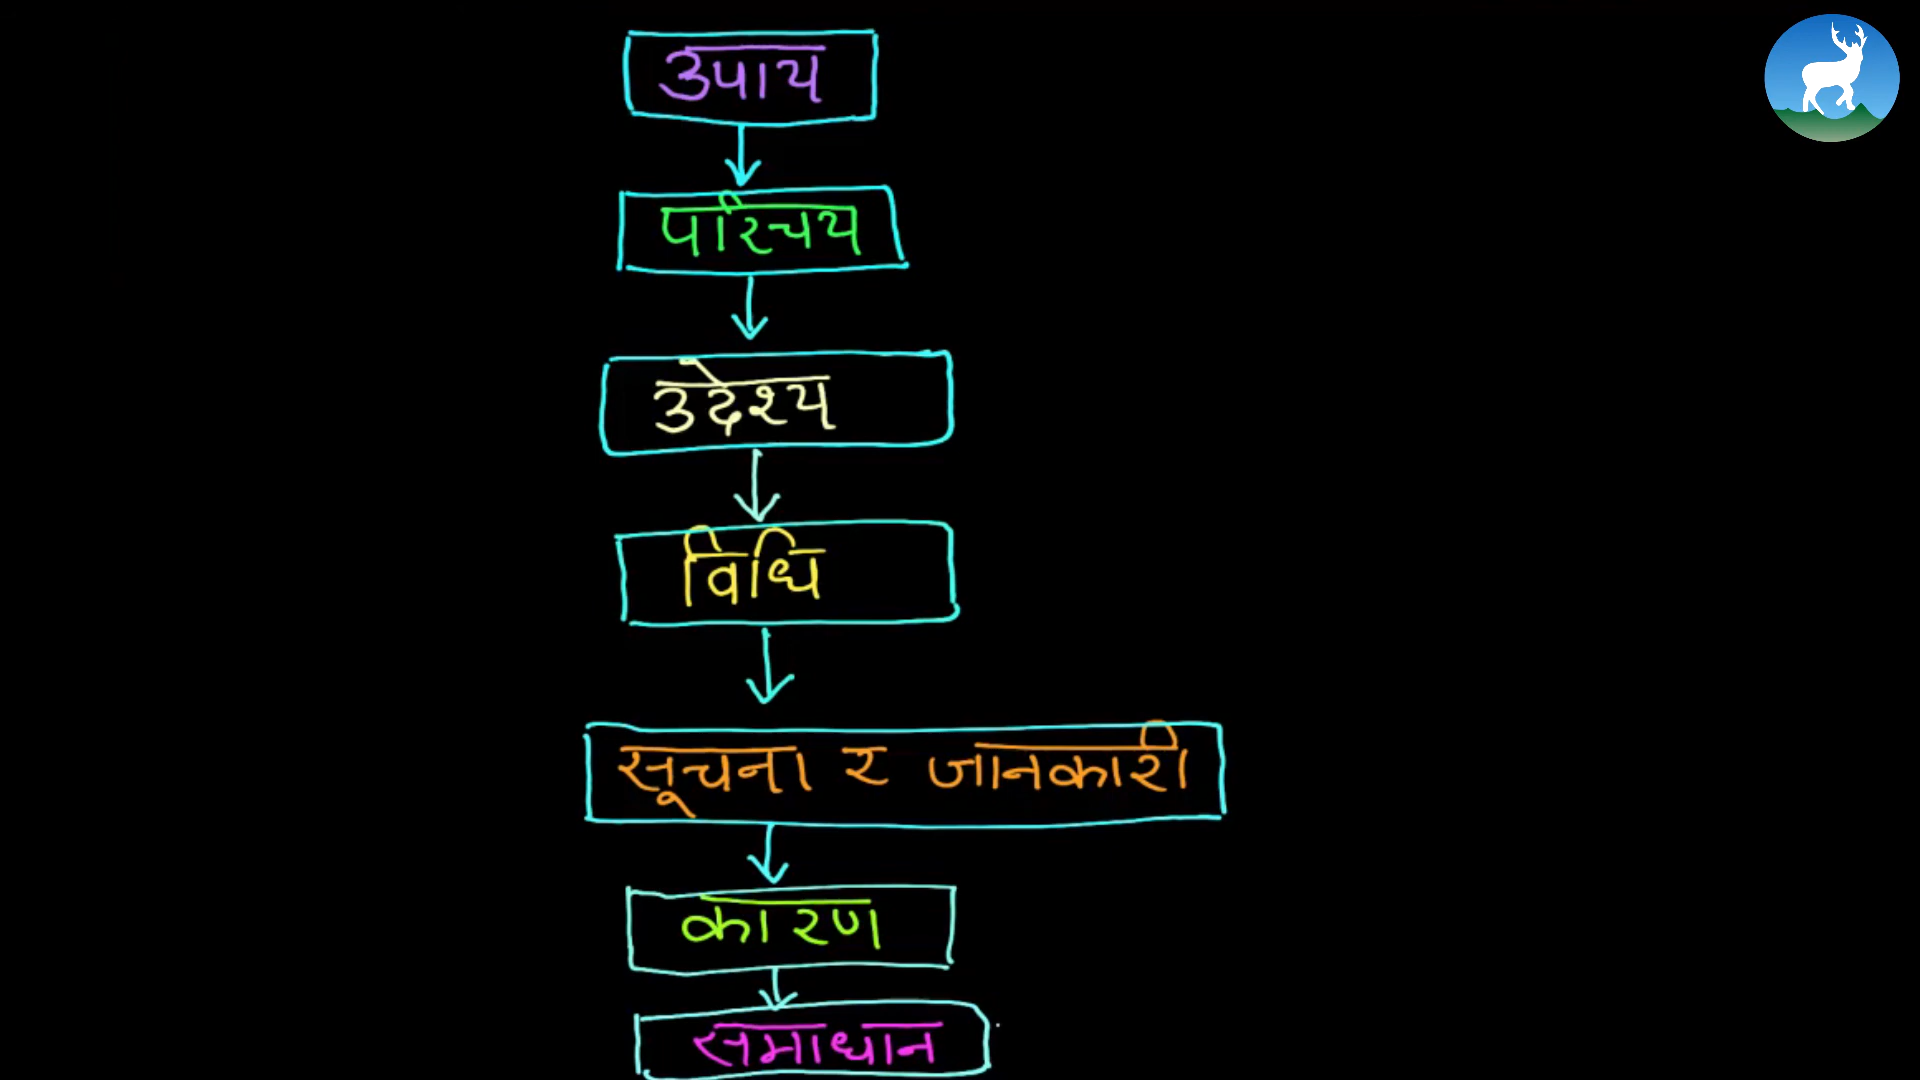 उपाय
परिचय
उदेश्य
विधि
सूचना र जानकारी
कारण
समाधान